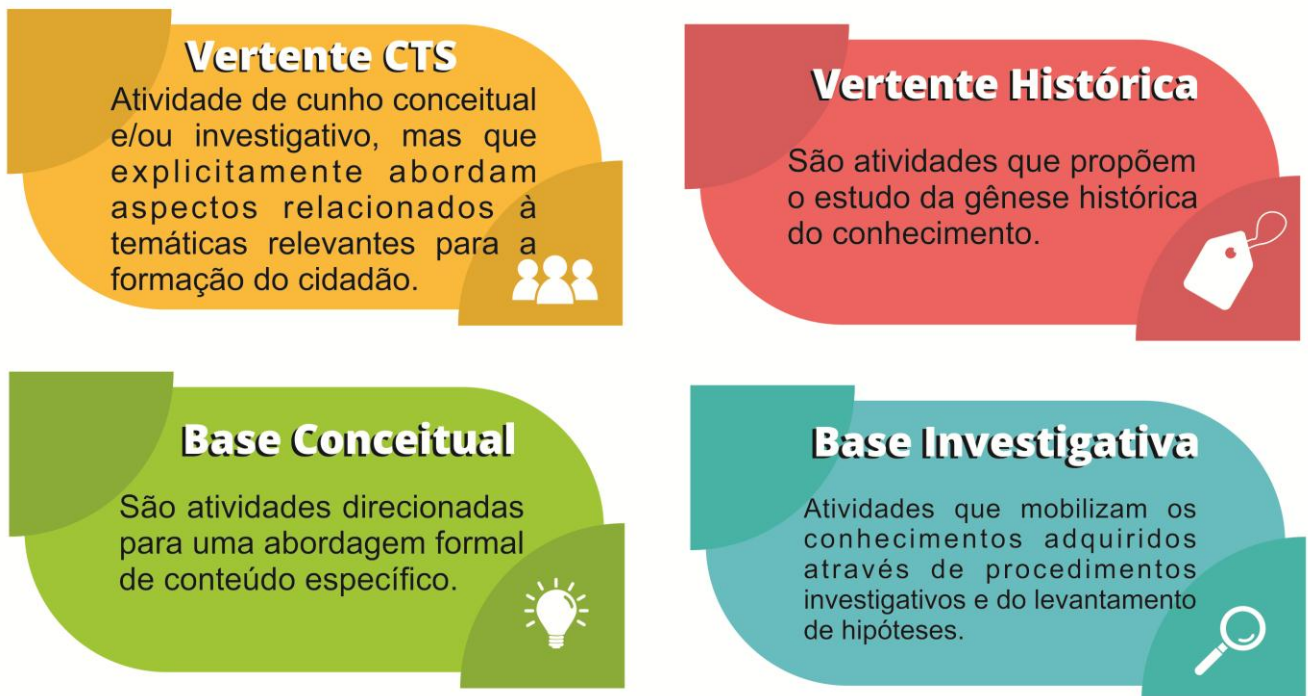 Vertente CTS
Atividade de cunho conceitual
e/ou investigativo, mas que
explicitamente abordam
aspectos relacionados à
temáticas relevantes para a
formação do cidadão.
Vertente Histórica
São atividades que propõem
o estudo da gênese histórica
do conhecimento.
Base Conceitual
São atividades direcionadas
para uma abordagem formal
de conteúdo específico.
Base Investigativa
Atividades que mobilizam os
conhecimentos adquiridos
através de procedimentos
investigativos e do levantamento
de hipóteses.